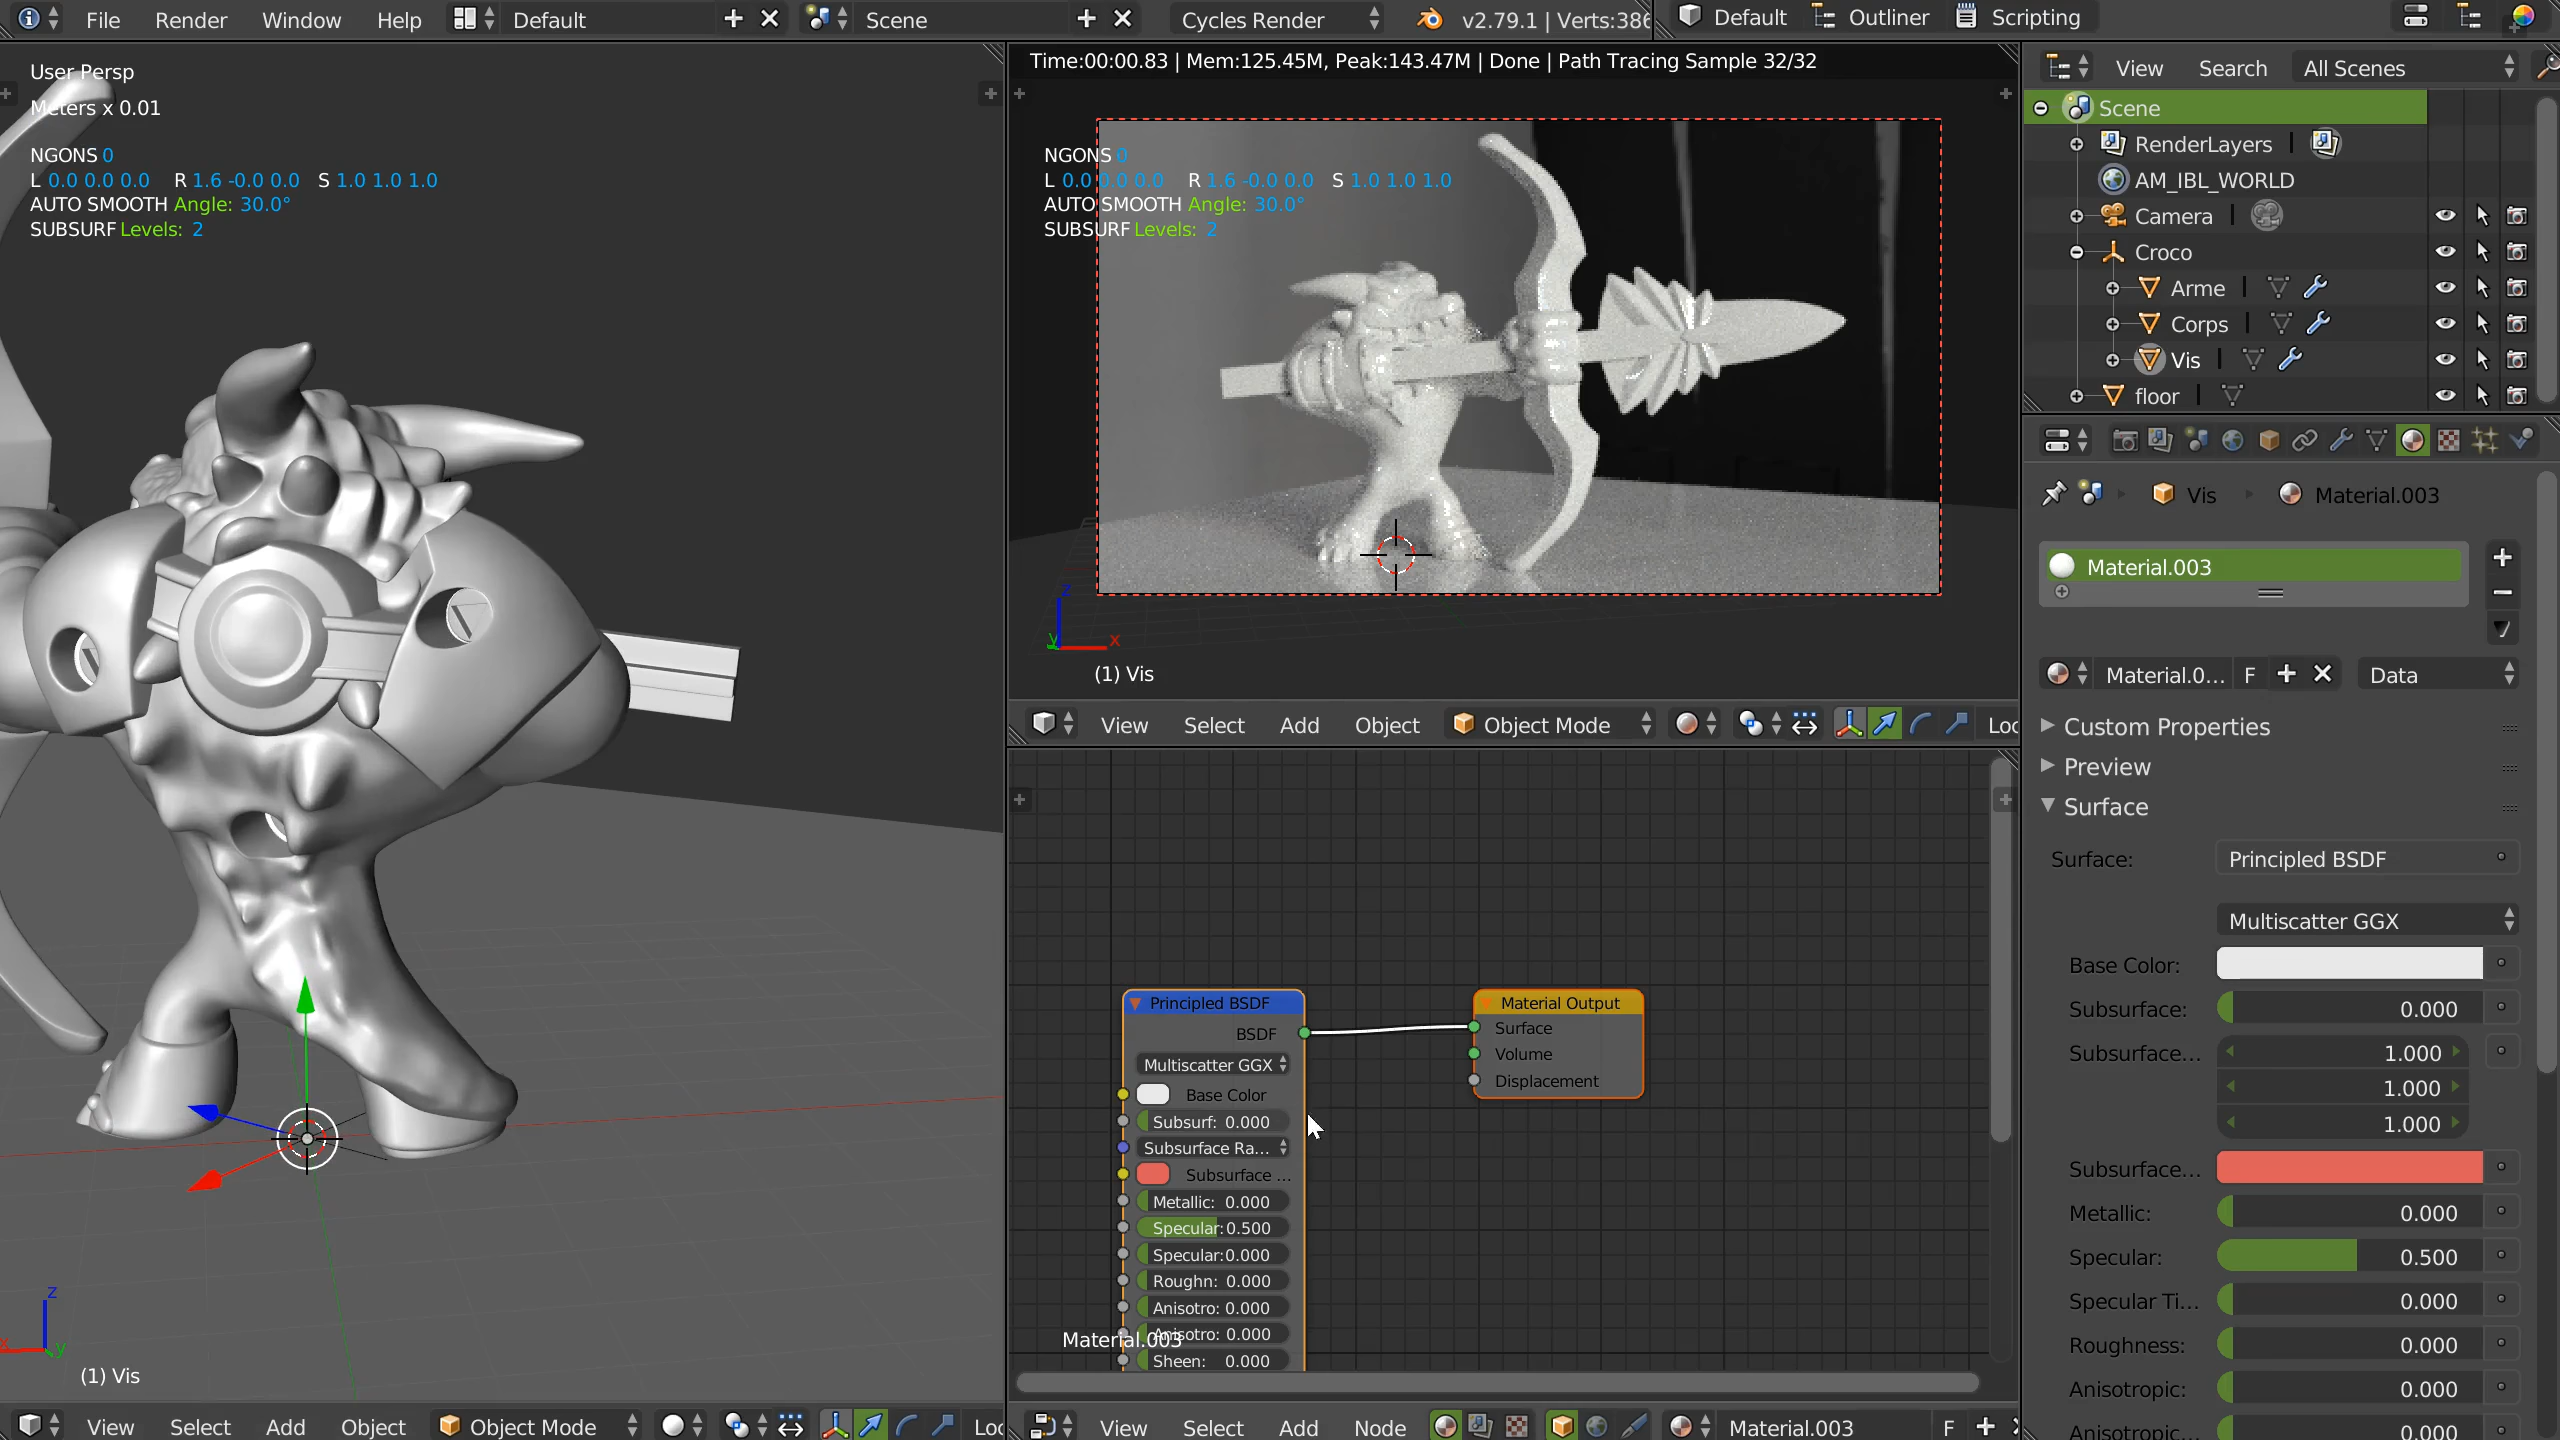 File Render Window Help Default Scene Cycles Render v2.79.1 | Verts:386 Default Outliner Scripting
User Persp
Meters x 0.01
NGONS 0
L 0.0 0.0 0.0 R 1.6 -0.0 0.0 S 1.0 1.0 1.0
AUTO SMOOTH Angle: 30.0°
SUBSURF Levels: 2
z
x
y
(1) Vis
View Select Add Object Object Mode Loc
Time:00:00.83 | Mem:125.45M, Peak:143.47M | Done | Path Tracing Sample 32/32
NGONS 0
L 0.0 0.0 0.0 R 1.6 -0.0 0.0 S 1.0 1.0 1.0
AUTO SMOOTH Angle: 30.0°
SUBSURF Levels: 2
z
y
x
(1) Vis
View Select Add Object Object Mode Loc
Principled BSDF
BSDF
Multiscatter GGX
Base Color
Subsurf: 0.000
Subsurface Ra...
Subsurface ...
Metallic: 0.000
Specular: 0.500
Specular: 0.000
Roughn: 0.000
Anisotro: 0.000
Anisotro: 0.000
Sheen: 0.000
Material Output
Surface
Volume
Displacement
Material.003
View Select Add Node Material.003 F
View Search All Scenes
Scene
RenderLayers |
AM_IBL_WORLD
Camera |
Croco
Arme |
Corps |
Vis |
floor |
Vis Material.003
Material.003
Material.0... F Data
Custom Properties
Preview
Surface
Surface: Principled BSDF
Multiscatter GGX
Base Color:
Subsurface: 0.000
Subsurface... 1.000
1.000
1.000
Subsurface...
Metallic: 0.000
Specular: 0.500
Specular Ti... 0.000
Roughness: 0.000
Anisotropic: 0.000
Anisotropic... 0.000